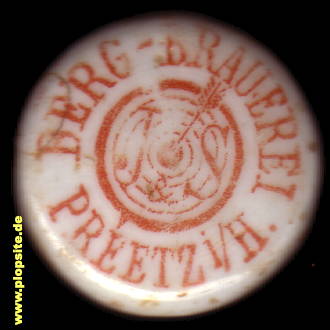 BERG-BRAUEREI
J & S
PREETZ i/H.
www.plopsite.de